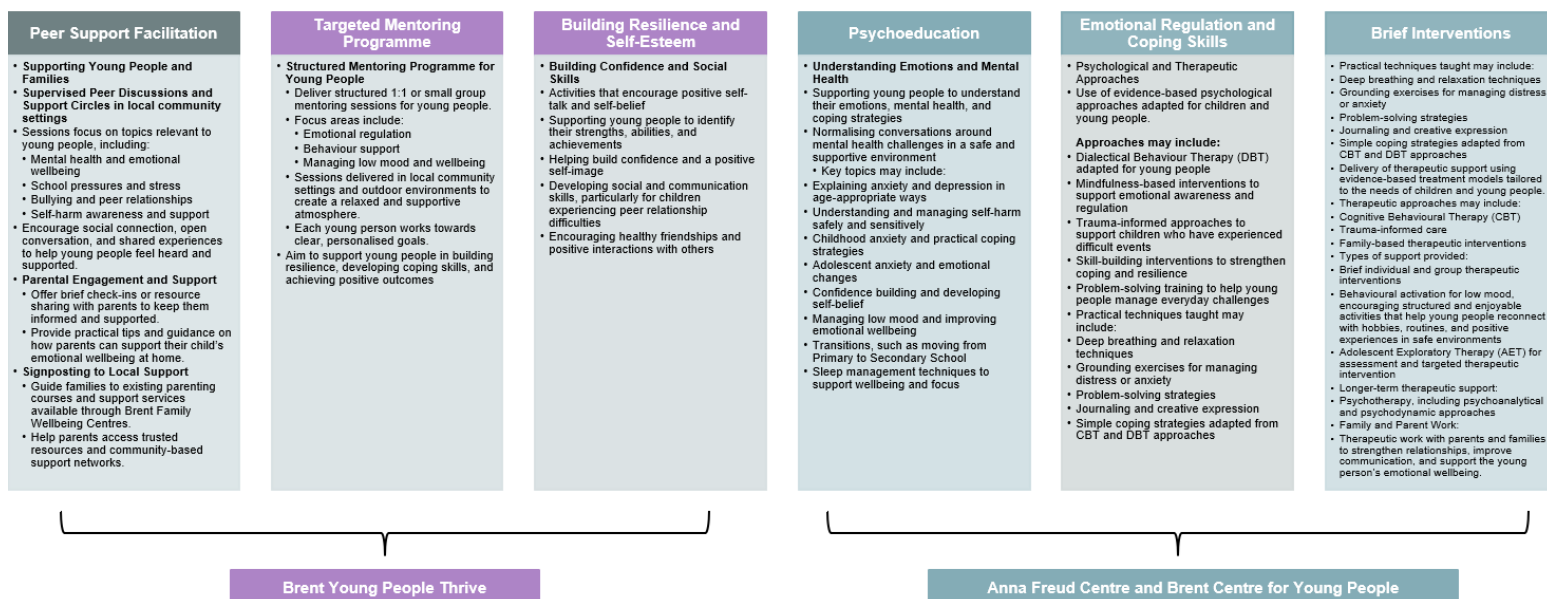 Peer Support Facilitation
• Supporting Young People and
Families
• Supervised Peer Discussions and
Support Circles in local community
settings
• Sessions focus on topics relevant to
young people, including:
• Mental health and emotional
wellbeing
• School pressures and stress
• Bullying and peer relationships
• Self-harm awareness and support
• Encourage social connection, open
conversation, and shared experiences
to help young people feel heard and
supported.
• Parental Engagement and Support
• Offer brief check-ins or resource
sharing with parents to keep them
informed and supported.
• Provide practical tips and guidance on
how parents can support their child's
emotional wellbeing at home.
• Signposting to Local Support
• Guide families to existing parenting
courses and support services
available through Brent Family
Wellbeing Centres.
• Help parents access trusted
resources and community-based
support networks.
Targeted Mentoring
Programme
• Structured Mentoring Programme for
Young People
• Deliver structured 1:1 or small group
mentoring sessions for young people.
• Focus areas include:
• Emotional regulation
• Behaviour support
• Managing low mood and wellbeing
• Sessions delivered in local community
settings and outdoor environments to
create a relaxed and supportive
atmosphere.
• Each young person works towards
clear, personalised goals.
• Aim to support young people in building
resilience, developing coping skills, and
achieving positive outcomes
Building Resilience and
Self-Esteem
• Building Confidence and Social
Skills
• Activities that encourage positive self-
talk and self-belief
• Supporting young people to identify
their strengths, abilities, and
achievements
• Helping build confidence and a positive
self-image
• Developing social and communication
skills, particularly for children
experiencing peer relationship
difficulties
• Encouraging healthy friendships and
positive interactions with others
Brent Young People Thrive
Psychoeducation
• Understanding Emotions and Mental
Health
• Supporting young people to understand
their emotions, mental health, and
coping strategies
• Normalising conversations around
mental health challenges in a safe and
supportive environment
• Key topics may include:
• Explaining anxiety and depression in
age-appropriate ways
• Understanding and managing self-harm
safely and sensitively
• Childhood anxiety and practical coping
strategies
• Adolescent anxiety and emotional
changes
• Confidence building and developing
self-belief
• Managing low mood and improving
emotional wellbeing
• Transitions, such as moving from
Primary to Secondary School
• Sleep management techniques to
support wellbeing and focus
Emotional Regulation and
Coping Skills
• Psychological and Therapeutic
Approaches
• Use of evidence-based psychological
approaches adapted for children and
young people.
Approaches may include:
• Dialectical Behaviour Therapy (DBT)
adapted for young people
• Mindfulness-based interventions to
support emotional awareness and
regulation
• Trauma-informed approaches to
support children who have experienced
difficult events
• Skill-building interventions to strengthen
coping and resilience
• Problem-solving training to help young
people manage everyday challenges
• Practical techniques taught may
include:
• Deep breathing and relaxation
techniques
• Grounding exercises for managing
distress or anxiety
• Problem-solving strategies
• Journaling and creative expression
• Simple coping strategies adapted from
CBT and DBT approaches
Brief Interventions
• Practical techniques taught may include:
• Deep breathing and relaxation techniques
• Grounding exercises for managing distress
or anxiety
• Problem-solving strategies
• Journaling and creative expression
• Simple coping strategies adapted from
CBT and DBT approaches
• Delivery of therapeutic support using
evidence-based treatment models tailored
to the needs of children and young people.
• Therapeutic approaches may include:
• Cognitive Behavioural Therapy (CBT)
• Trauma-informed care
• Family-based therapeutic interventions
• Types of support provided:
• Brief individual and group therapeutic
interventions
• Behavioural activation for low mood,
encouraging structured and enjoyable
activities that help young people reconnect
with hobbies, routines, and positive
experiences in safe environments
• Adolescent Exploratory Therapy (AET) for
assessment and targeted therapeutic
intervention
• Longer-term therapeutic support:
• Psychotherapy, including psychoanalytical
and psychodynamic approaches
• Family and Parent Work:
• Therapeutic work with parents and families
to strengthen relationships, improve
communication, and support the young
person's emotional wellbeing.
Anna Freud Centre and Brent Centre for Young People